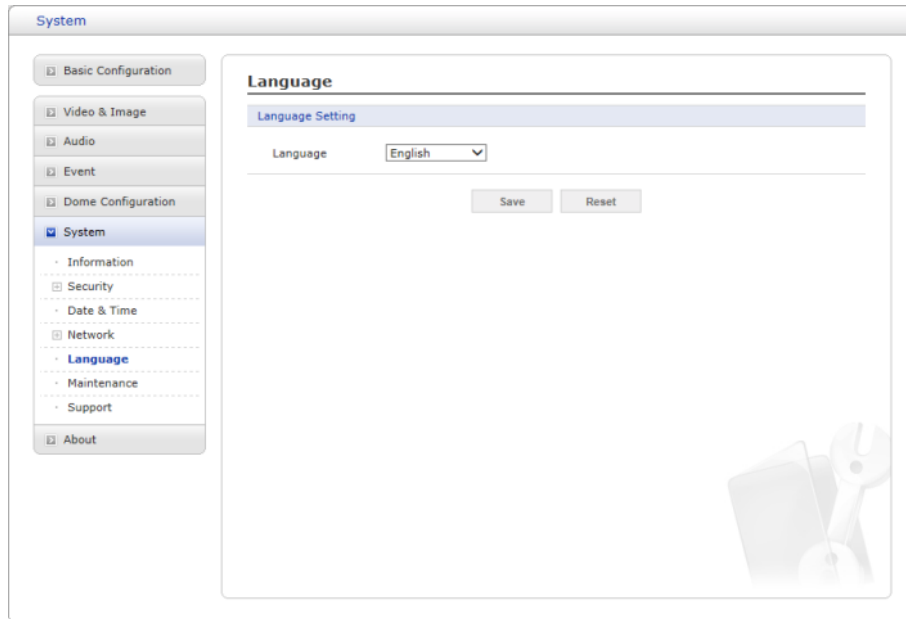 System
Basic Configuration
Video & Image
Audio
Event
Dome Configuration
System
Information
Security
Date & Time
Network
Language
Maintenance
Support
About
Language
Language Setting
Language English
Save Reset